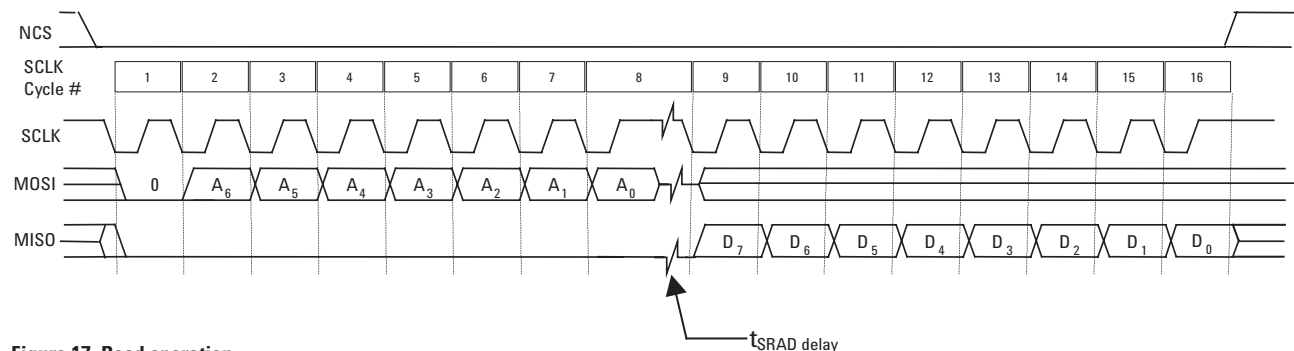 NCS
SCLK
Cycle #
1 2 3 4 5 6 7 8 9 10 11 12 13 14 15 16
SCLK
MOSI 0 A6 A5 A4 A3 A2 A1 A0
MISO D7 D6 D5 D4 D3 D2 D1 D0
tSRAD delay
Figure 17. Read operation